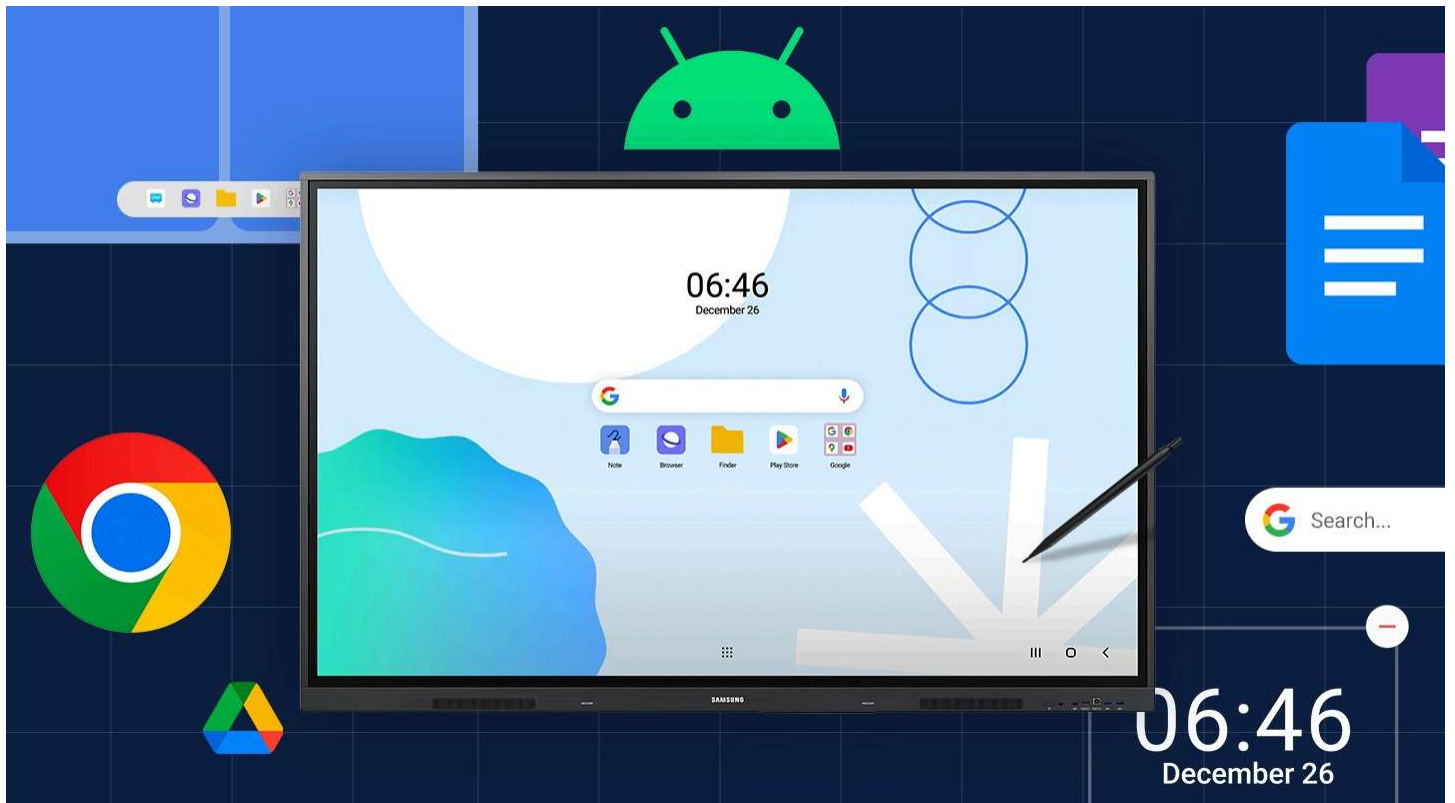 06:46
December 26
Note
Browser
Finder
Play Store
Google
SAMSUNG
Search...
06:46
December 26